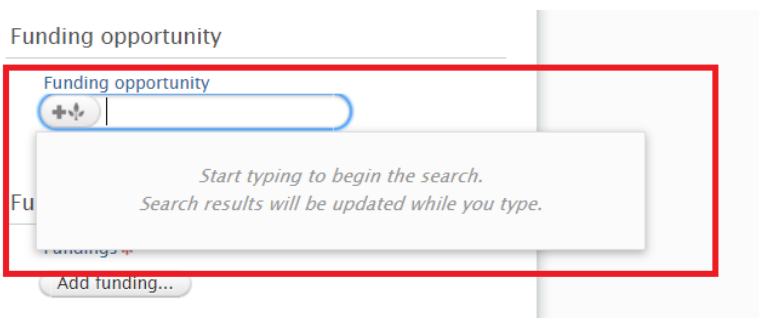 Funding opportunity
Funding opportunity
Start typing to begin the search.
Search results will be updated while you type.
Fu
Fundings *
Add funding...